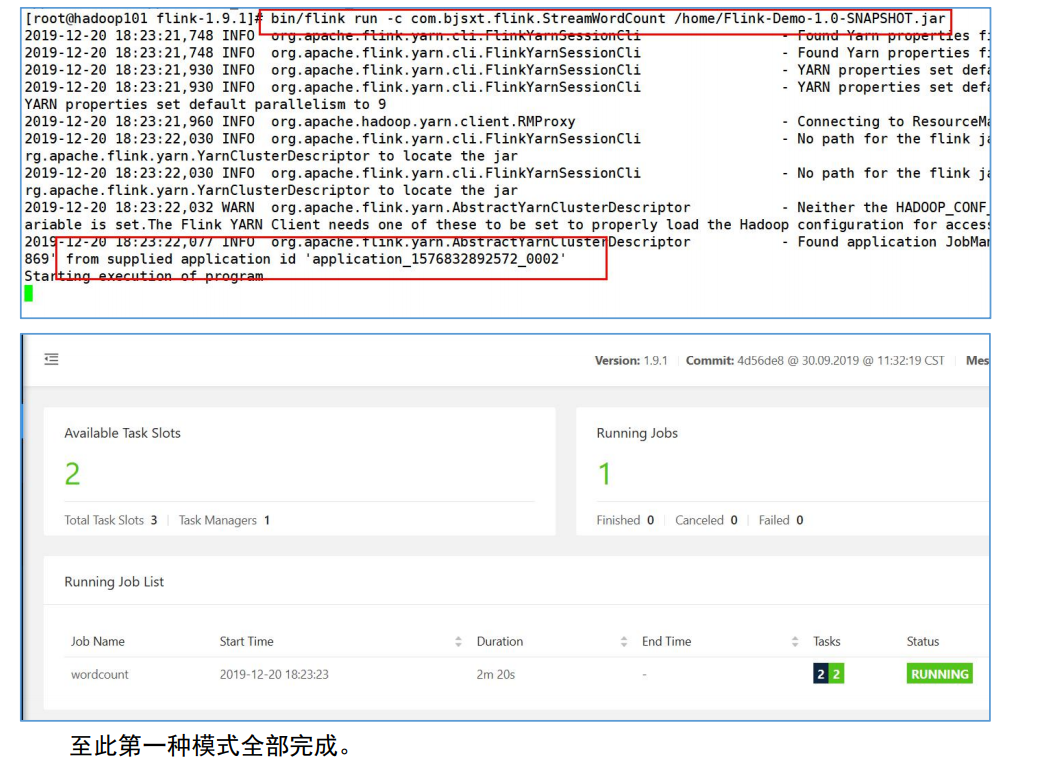 [root@hadoop101 flink-1.9.1]# bin/flink run -c com.bjsxt.flink.StreamWordCount /home/Flink-Demo-1.0-SNAPSHOT.jar
2019-12-20 18:23:21,748 INFO org.apache.flink.yarn.cli.FlinkYarnSessionCli - Found Yarn properties fi
2019-12-20 18:23:21,748 INFO org.apache.flink.yarn.cli.FlinkYarnSessionCli - Found Yarn properties fi
2019-12-20 18:23:21,930 INFO org.apache.flink.yarn.cli.FlinkYarnSessionCli - YARN properties set defa
2019-12-20 18:23:21,930 INFO org.apache.flink.yarn.cli.FlinkYarnSessionCli - YARN properties set defa
YARN properties set default parallelism to 9
2019-12-20 18:23:21,960 INFO org.apache.hadoop.yarn.client.RMProxy - Connecting to ResourceMa
2019-12-20 18:23:22,030 INFO org.apache.flink.yarn.cli.FlinkYarnSessionCli - No path for the flink ja
rg.apache.flink.yarn.YarnClusterDescriptor to locate the jar
2019-12-20 18:23:22,030 INFO org.apache.flink.yarn.cli.FlinkYarnSessionCli - No path for the flink ja
rg.apache.flink.yarn.YarnClusterDescriptor to locate the jar
2019-12-20 18:23:22,032 WARN org.apache.flink.yarn.AbstractYarnClusterDescriptor - Neither the HADOOP_CONF_
ariable is set.The Flink YARN Client needs one of these to be set to properly load the Hadoop configuration for access
2019-12-20 18:23:22,077 INFO org.apache.flink.yarn.AbstractYarnClusterDescriptor - Found application JobMan
869' from supplied application id 'application_1576832892572_0002'
Starting execution of program
Version: 1.9.1 Commit: 4d56de8 @ 30.09.2019 @ 11:32:19 CST Mes
Available Task Slots
2
Total Task Slots 3 Task Managers 1
Running Jobs
1
Finished 0 Canceled 0 Failed 0
Running Job List
Job Name Start Time Duration End Time Tasks Status
wordcount 2019-12-20 18:23:23 2m 20s - 2 2 RUNNING
至此第一种模式全部完成。